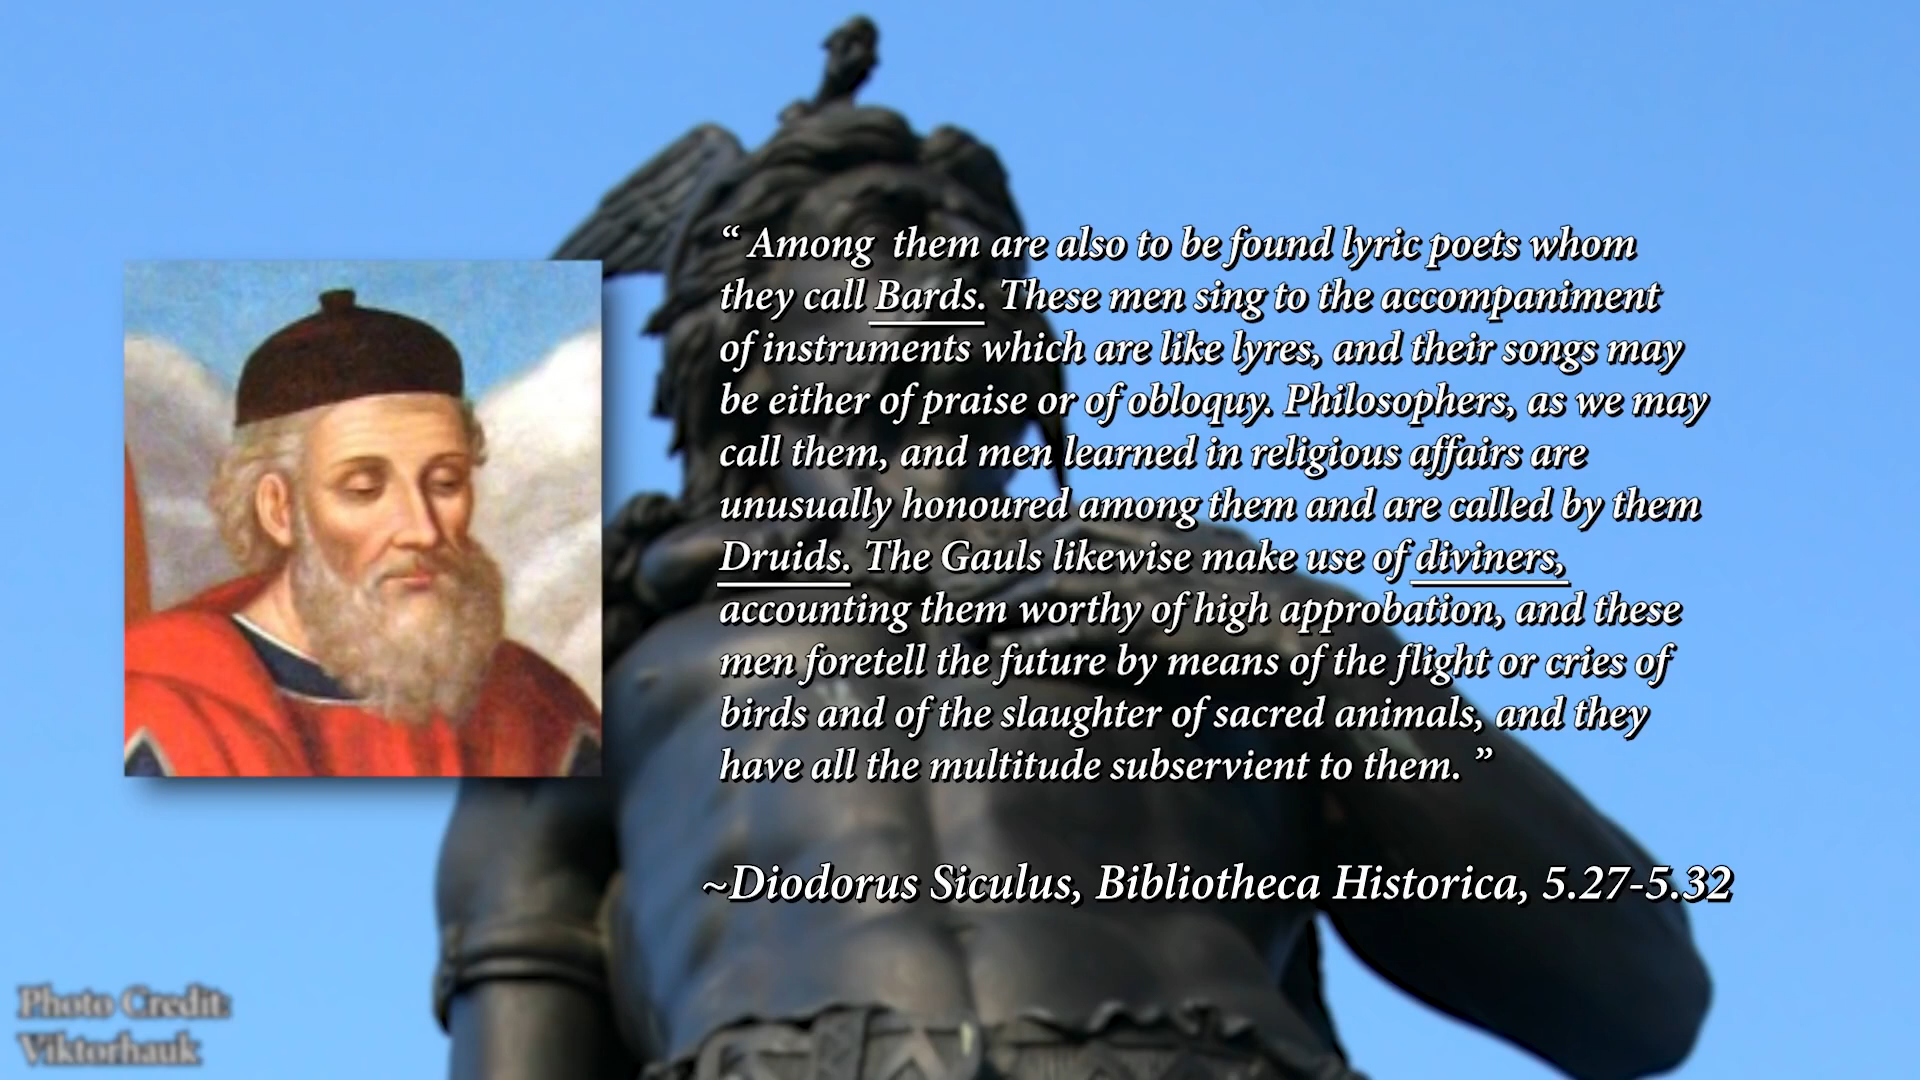 “ Among them are also to be found lyric poets whom
they call Bards. These men sing to the accompaniment
of instruments which are like lyres, and their songs may
be either of praise or of obloquy. Philosophers, as we may
call them, and men learned in religious affairs are
unusually honoured among them and are called by them
Druids. The Gauls likewise make use of diviners,
accounting them worthy of high approbation, and these
men foretell the future by means of the flight or cries of
birds and of the slaughter of sacred animals, and they
have all the multitude subservient to them. ”
~Diodorus Siculus, Bibliotheca Historica, 5.27-5.32
Photo Credit:
Viktorhauk